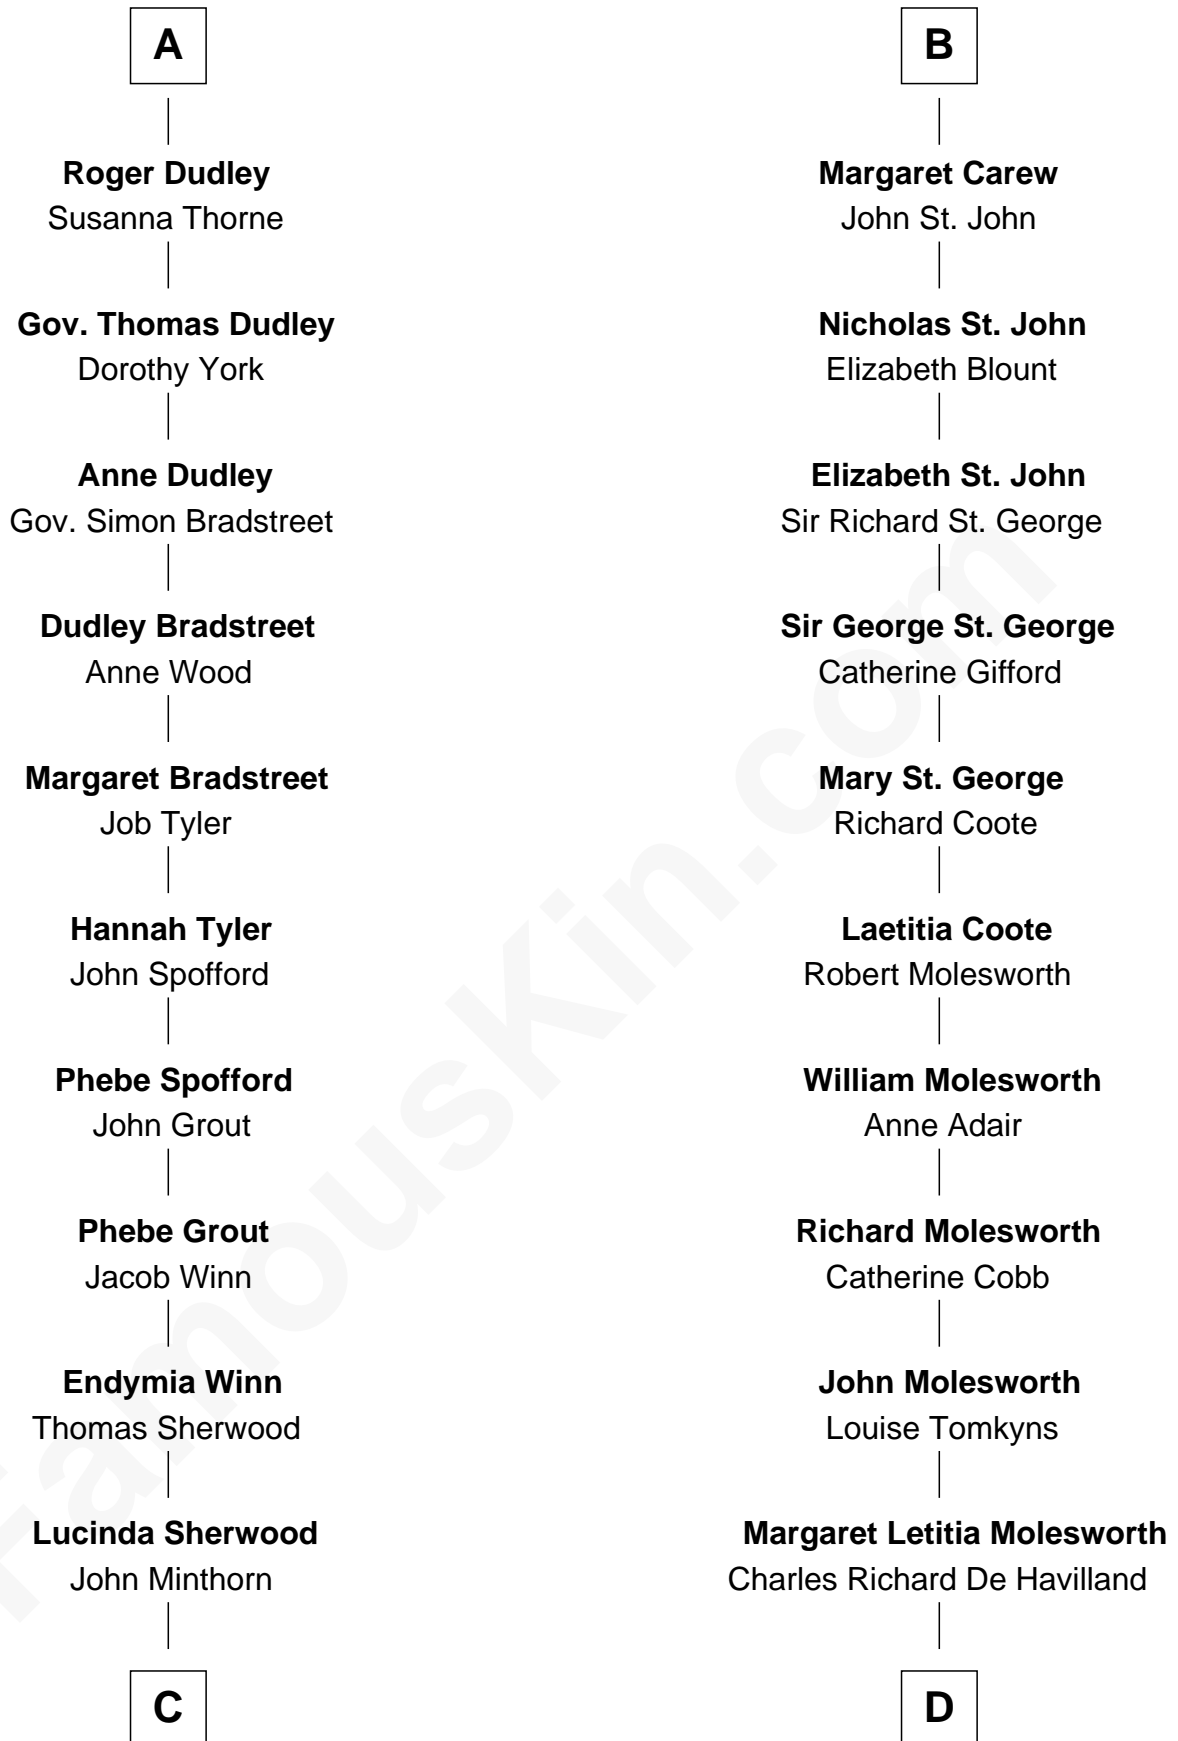 A
Roger Dudley
Susanna Thorne
Gov. Thomas Dudley
Dorothy York
Anne Dudley
Gov. Simon Bradstreet
Dudley Bradstreet
Anne Wood
Margaret Bradstreet
Job Tyler
Hannah Tyler
John Spofford
Phebe Spofford
John Grout
Phebe Grout
Jacob Winn
Endymia Winn
Thomas Sherwood
Lucinda Sherwood
John Minthorn
C
B
Margaret Carew
John St. John
Nicholas St. John
Elizabeth Blount
Elizabeth St. John
Sir Richard St. George
Sir George St. George
Catherine Gifford
Mary St. George
Richard Coote
Laetitia Coote
Robert Molesworth
William Molesworth
Anne Adair
Richard Molesworth
Catherine Cobb
John Molesworth
Louise Tomkyns
Margaret Letitia Molesworth
Charles Richard De Havilland
D
FamousKin.com